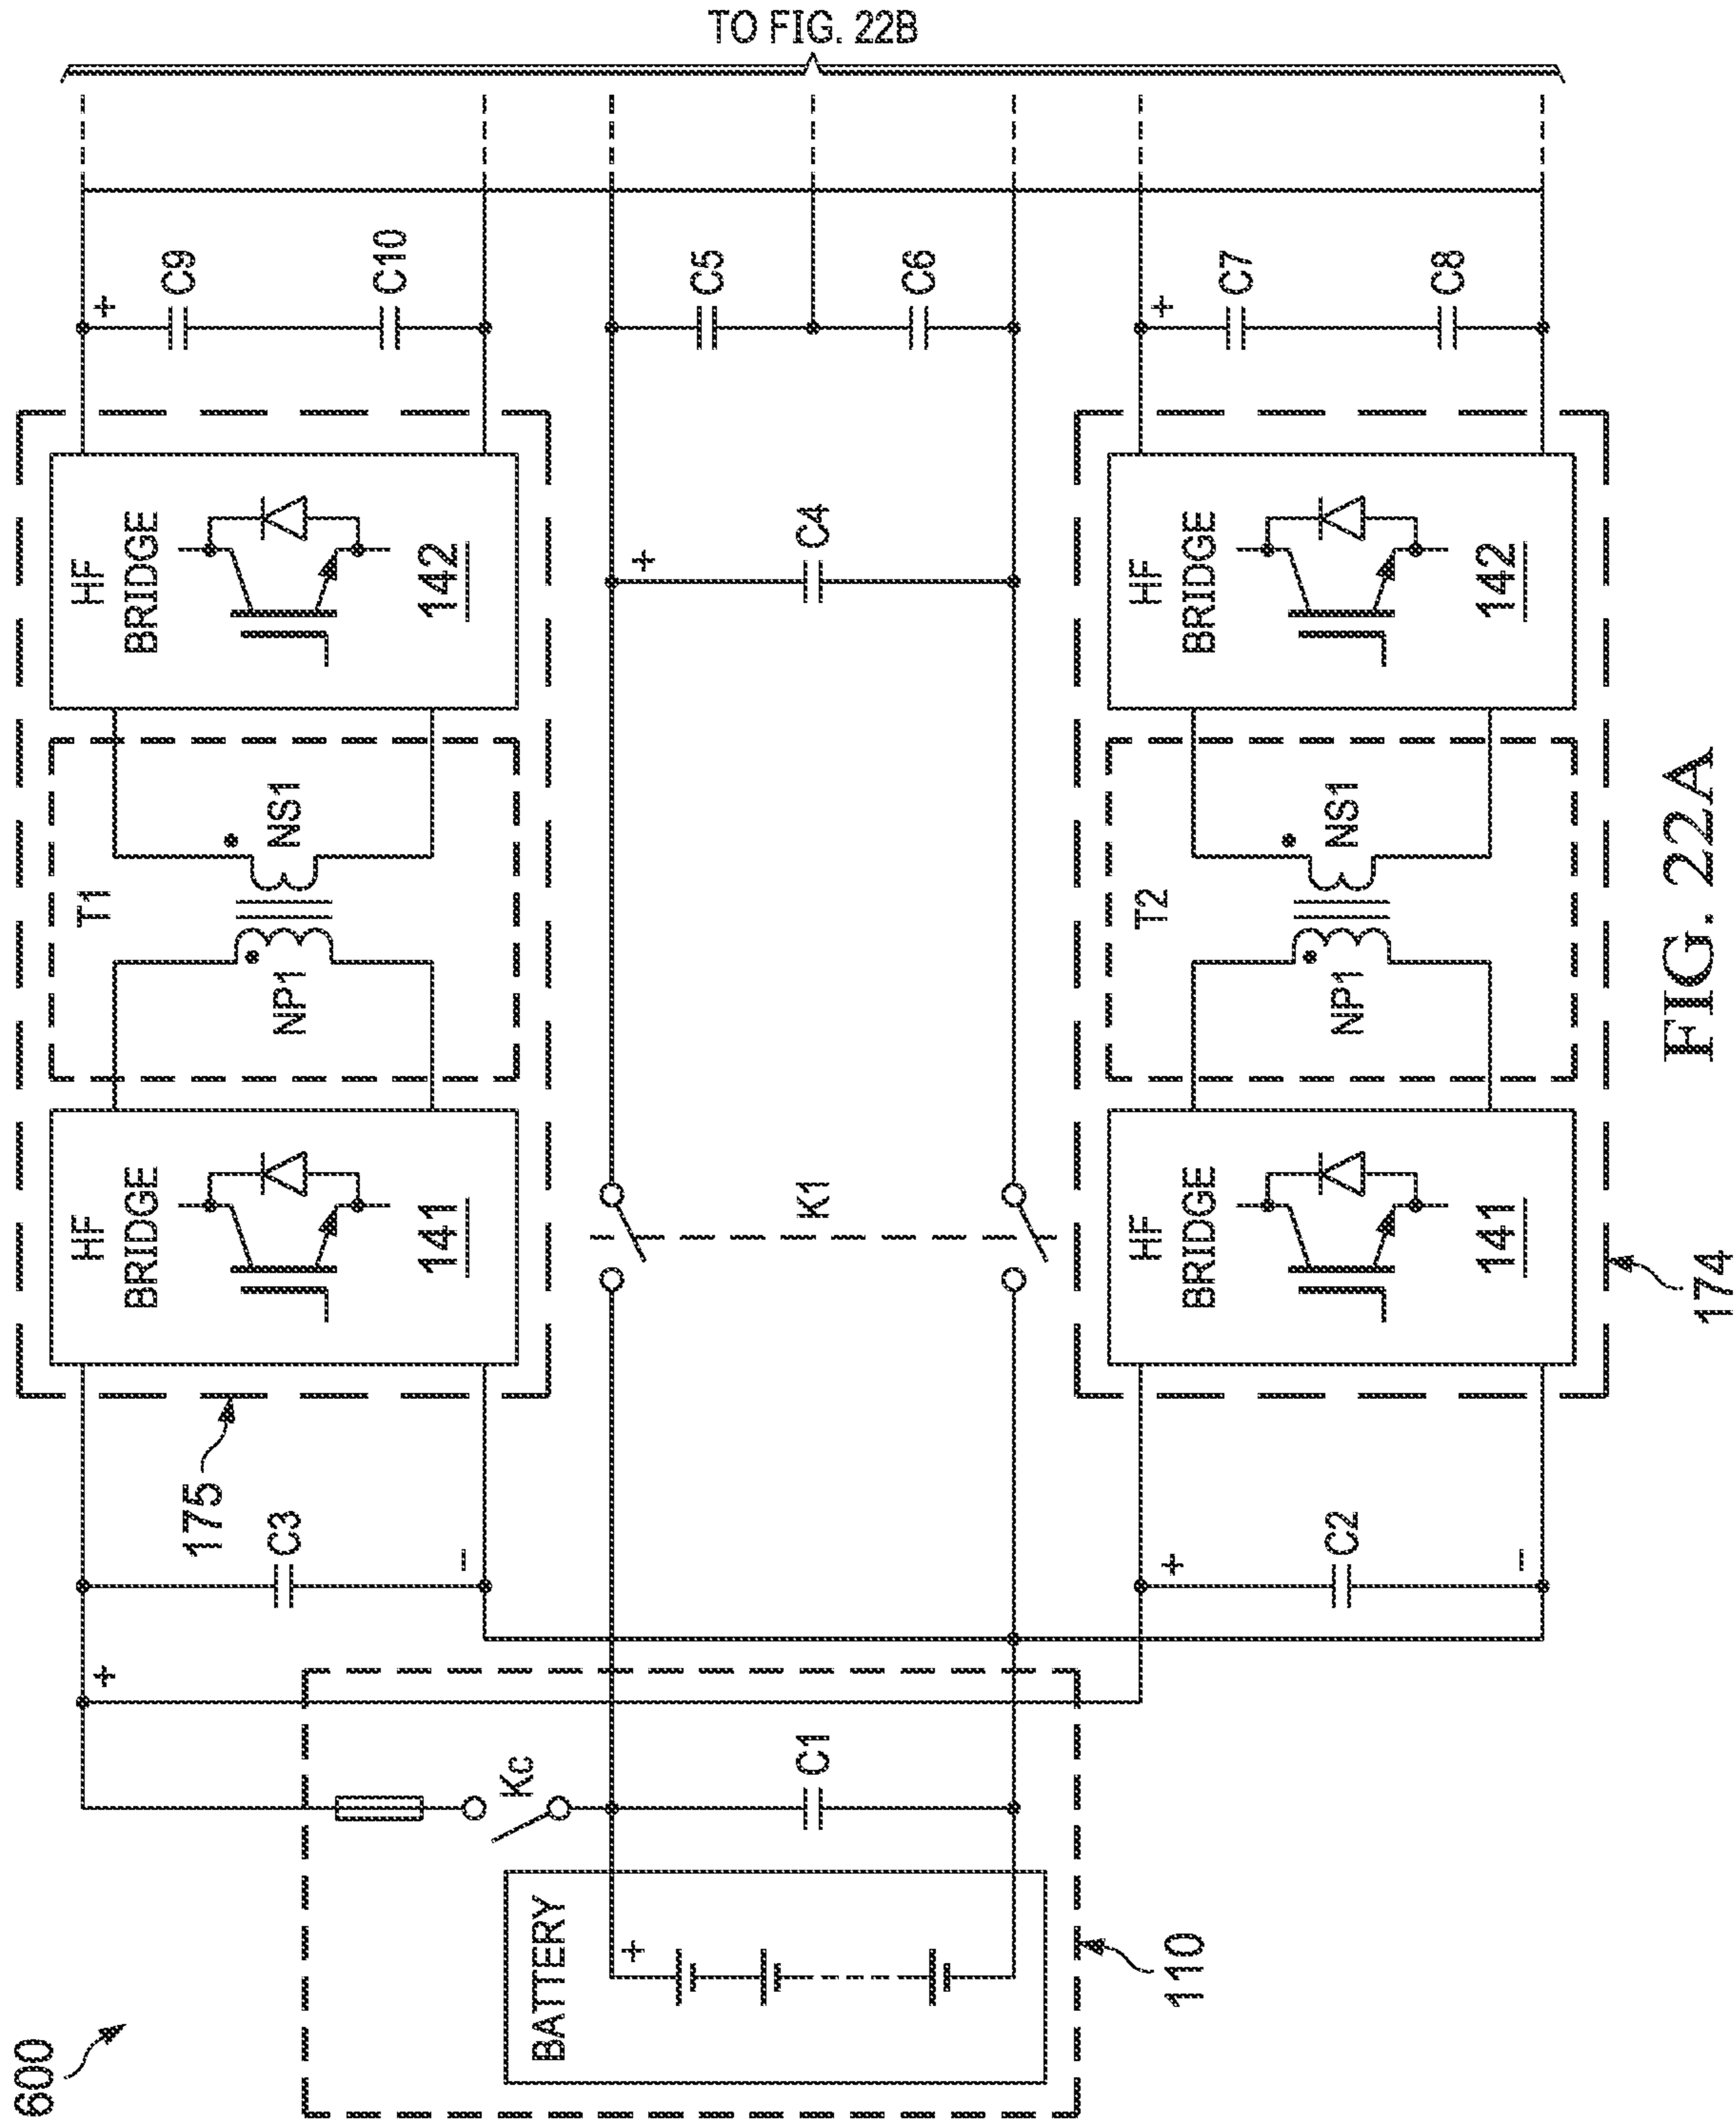 TO FIG. 22B
+
C9
C10
C5
C6
+
C7
C8
HF
BRIDGE
142
+
C4
HF
BRIDGE
142
T1
NS1
NP1
T2
NS1
NP1
HF
BRIDGE
141
K1
HF
BRIDGE
141
175
174
C3
–
+
C2
–
+
Kc
C1
BATTERY
+
110
600
FIG. 22A